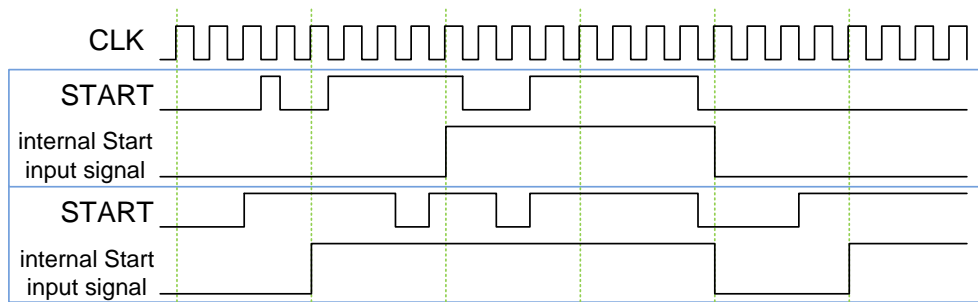 CLK
START
internal Start
input signal
START
internal Start
input signal